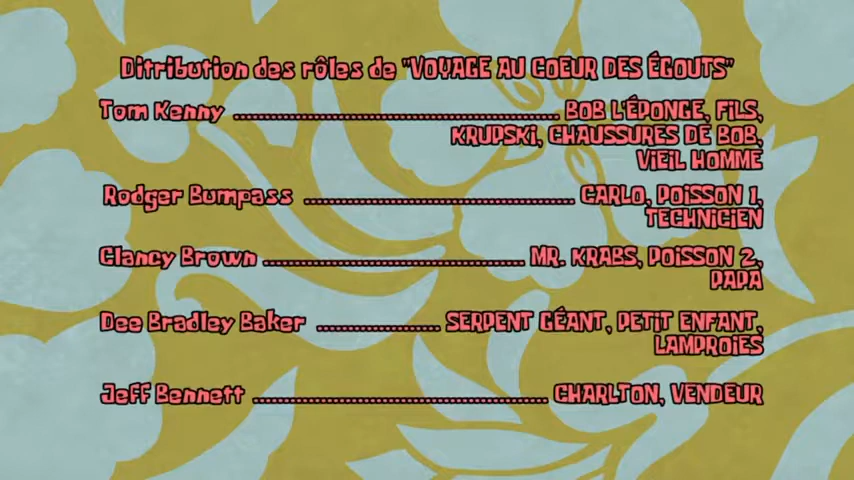 Ditribution des rôles de "VOYAGE AU COEUR DES ÉGOUTS"
Tom Kenny ........................................................ BOB L'ÉPONGE, FILS,
KRUPSKI, CHAUSSURES DE BOB,
VIEIL HOMME
Rodger Bumpass .............................................. CARLO, POISSON 1,
TECHNICIEN
Clancy Brown ............................................ MR. KRABS, POISSON 2,
PAPA
Dee Bradley Baker ..................... SERPENT GÉANT, PETIT ENFANT,
LAMPROIES
Jeff Bennett .................................................. CHARLTON, VENDEUR